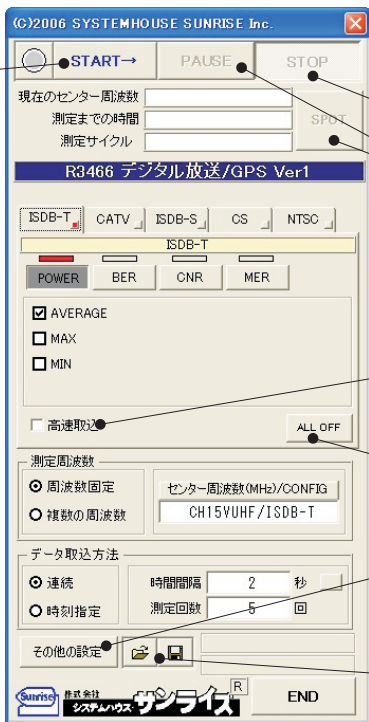 (C)2006 SYSTEMHOUSE SUNRISE Inc.
START→ PAUSE STOP
現在のセンター周波数
測定までの時間
測定サイクル
SPOT
R3466 デジタル放送/GPS Ver1
ISDB-T CATV ISDB-S CS NTSC
ISDB-T
POWER BER CNR MER
AVERAGE
MAX
MIN
高速取込
ALL OFF
測定周波数
周波数固定
複数の周波数
センター周波数(MHz)/CONFIG
CH15VUHF/ISDB-T
データ取込方法
連続
時刻指定
時間間隔 2 秒
測定回数 5 回
その他の設定
Sunrise 株式会社 システムハウス サンライズ R
END